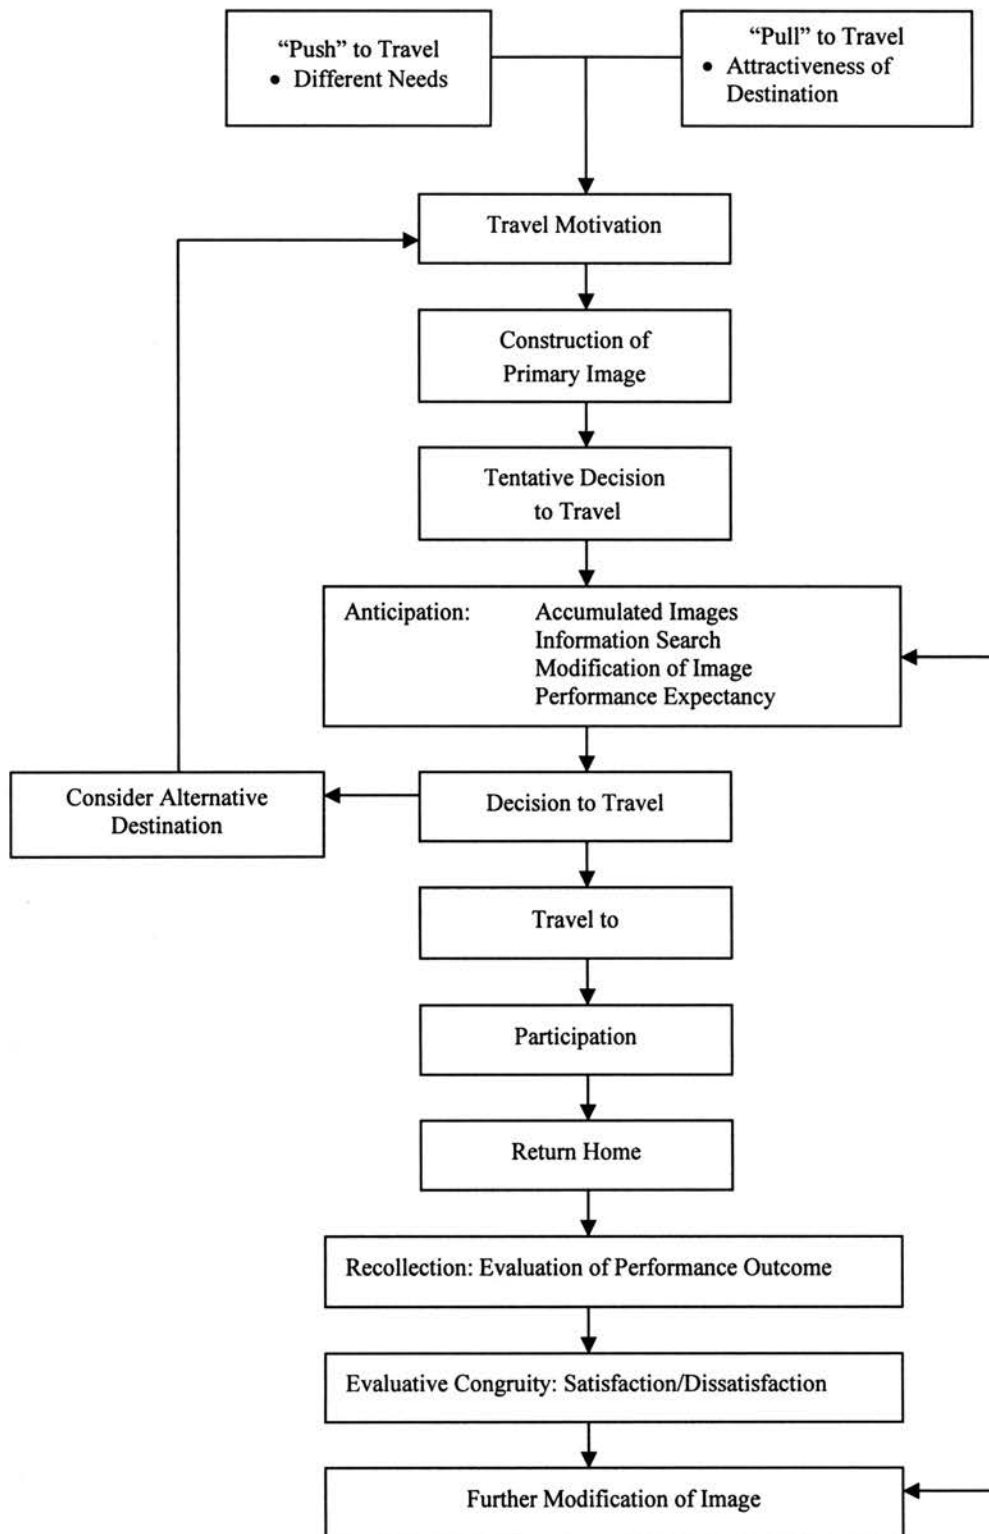 “Push” to Travel
• Different Needs
“Pull” to Travel
• Attractiveness of
Destination
Travel Motivation
Construction of
Primary Image
Tentative Decision
to Travel
Anticipation: Accumulated Images
Information Search
Modification of Image
Performance Expectancy
Consider Alternative
Destination
Decision to Travel
Travel to
Participation
Return Home
Recollection: Evaluation of Performance Outcome
Evaluative Congruity: Satisfaction/Dissatisfaction
Further Modification of Image